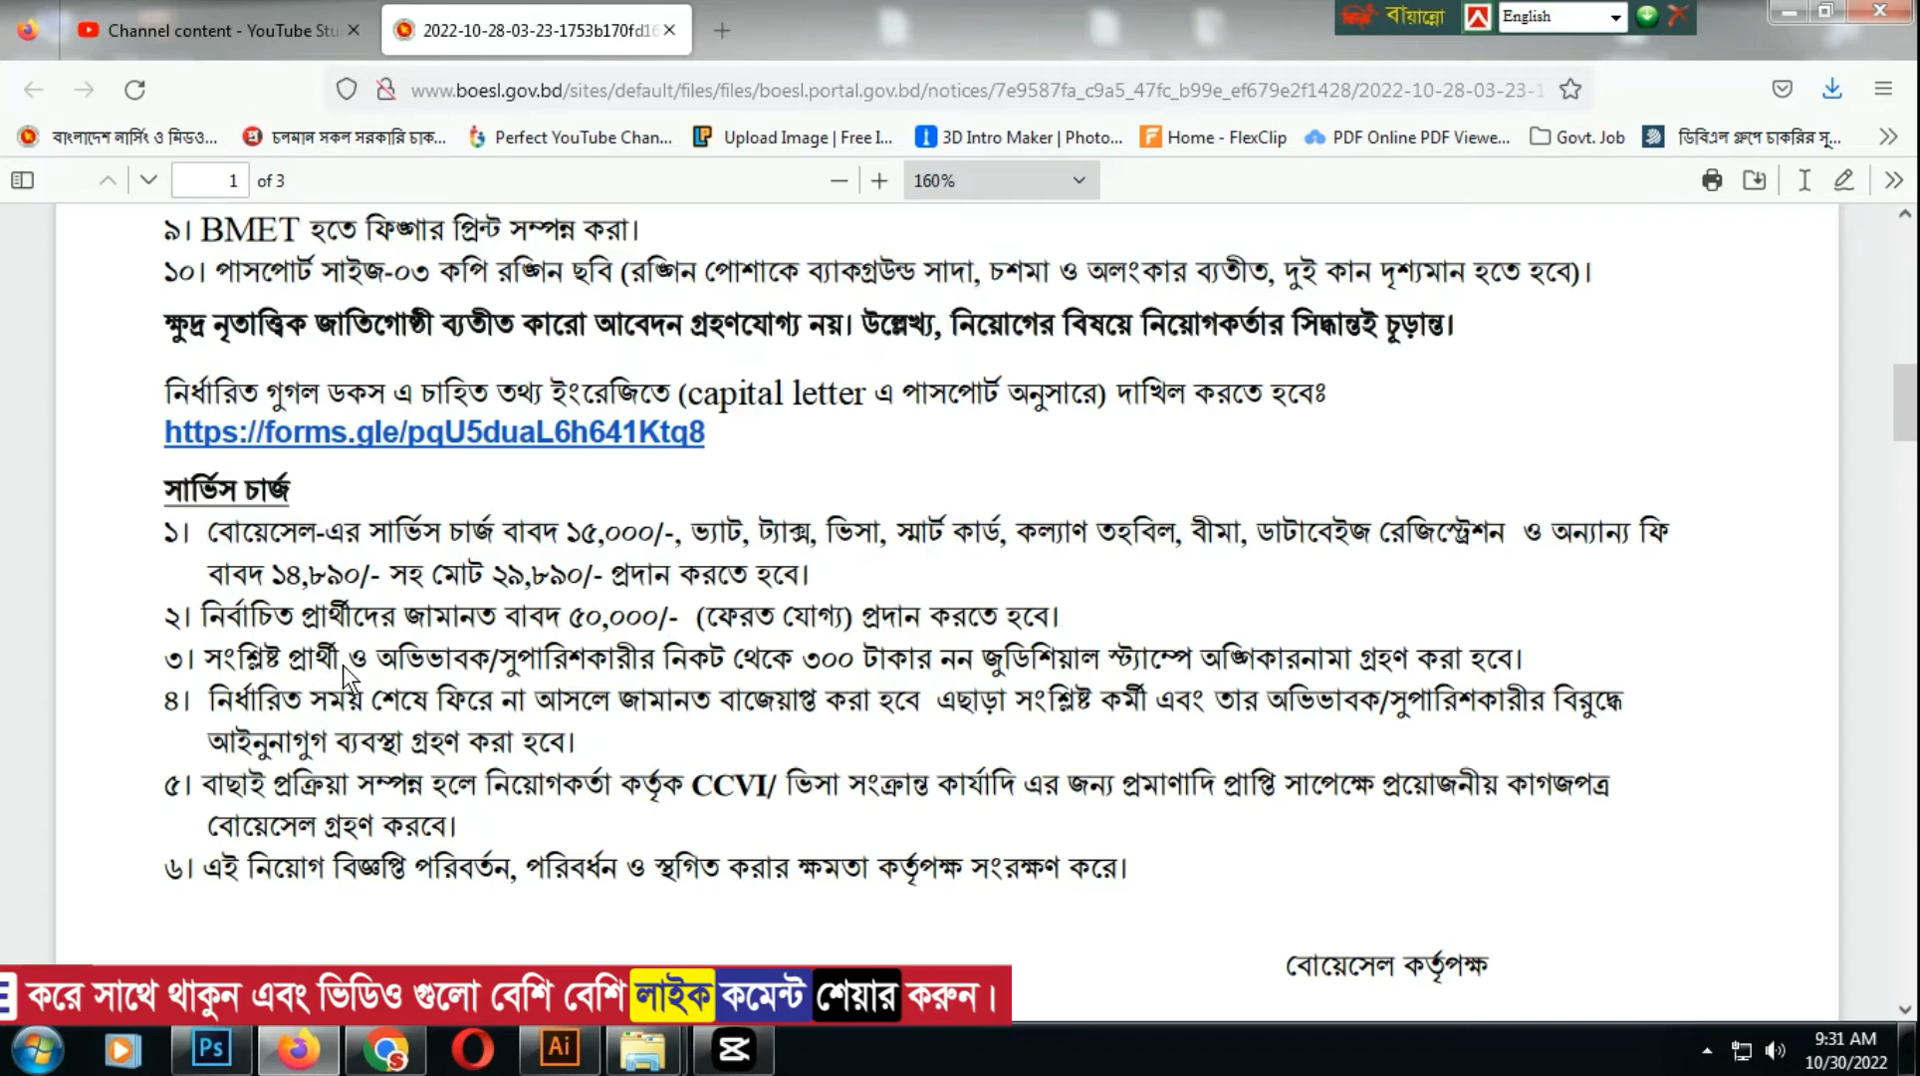 Channel content - YouTube Stu
2022-10-28-03-23-1753b170fd16
বায়ান্নো
English
www.boesl.gov.bd/sites/default/files/files/boesl.portal.gov.bd/notices/7e9587fa_c9a5_47fc_b99e_ef679e2f1428/2022-10-28-03-23-1
বাংলাদেশ নার্সিং ও মিডও...
চলমান সকল সরকারি চাক...
Perfect YouTube Chan...
Upload Image | Free I...
3D Intro Maker | Photo...
Home - FlexClip
PDF Online PDF Viewe...
Govt. Job
ডিবিএল গ্রুপে চাকরির সূ...
1 of 3
160%
৯। BMET হতে ফিঙ্গার প্রিন্ট সম্পন্ন করা।
১০। পাসপোর্ট সাইজ-০৩ কপি রঙ্গিন ছবি (রঙ্গিন পোশাকে ব্যাকগ্রউন্ড সাদা, চশমা ও অলংকার ব্যতীত, দুই কান দৃশ্যমান হতে হবে)।
ক্ষুদ্র নৃতাত্ত্বিক জাতিগোষ্ঠী ব্যতীত কারো আবেদন গ্রহণযোগ্য নয়। উল্লেখ্য, নিয়োগের বিষয়ে নিয়োগকর্তার সিদ্ধান্তই চূড়ান্ত।
নির্ধারিত গুগল ডকস এ চাহিত তথ্য ইংরেজিতে (capital letter এ পাসপোর্ট অনুসারে) দাখিল করতে হবেঃ
https://forms.gle/pqU5duaL6h641Ktq8
সার্ভিস চার্জ
১। বোয়েসেল-এর সার্ভিস চার্জ বাবদ ১৫,০০০/-, ভ্যাট, ট্যাক্স, ভিসা, স্মার্ট কার্ড, কল্যাণ তহবিল, বীমা, ডাটাবেইজ রেজিস্ট্রেশন ও অন্যান্য ফি
বাবদ ১৪,৮৯০/- সহ মোট ২৯,৮৯০/- প্রদান করতে হবে।
২। নির্বাচিত প্রার্থীদের জামানত বাবদ ৫০,০০০/- (ফেরত যোগ্য) প্রদান করতে হবে।
৩। সংশ্লিষ্ট প্রার্থী ও অভিভাবক/সুপারিশকারীর নিকট থেকে ৩০০ টাকার নন জুডিশিয়াল স্ট্যাম্পে অঙ্গিকারনামা গ্রহণ করা হবে।
৪। নির্ধারিত সময় শেষে ফিরে না আসলে জামানত বাজেয়াপ্ত করা হবে এছাড়া সংশ্লিষ্ট কর্মী এবং তার অভিভাবক/সুপারিশকারীর বিরুদ্ধে
আইনুনাগুগ ব্যবস্থা গ্রহণ করা হবে।
৫। বাছাই প্রক্রিয়া সম্পন্ন হলে নিয়োগকর্তা কর্তৃক CCVI/ ভিসা সংক্রান্ত কার্যাদি এর জন্য প্রমাণাদি প্রাপ্তি সাপেক্ষে প্রয়োজনীয় কাগজপত্র
বোয়েসেল গ্রহণ করবে।
৬। এই নিয়োগ বিজ্ঞপ্তি পরিবর্তন, পরিবর্ধন ও স্থগিত করার ক্ষমতা কর্তৃপক্ষ সংরক্ষণ করে।
বোয়েসেল কর্তৃপক্ষ
E করে সাথে থাকুন এবং ভিডিও গুলো বেশি বেশি লাইক কমেন্ট শেয়ার করুন।
Ps
Ai
9:31 AM
10/30/2022